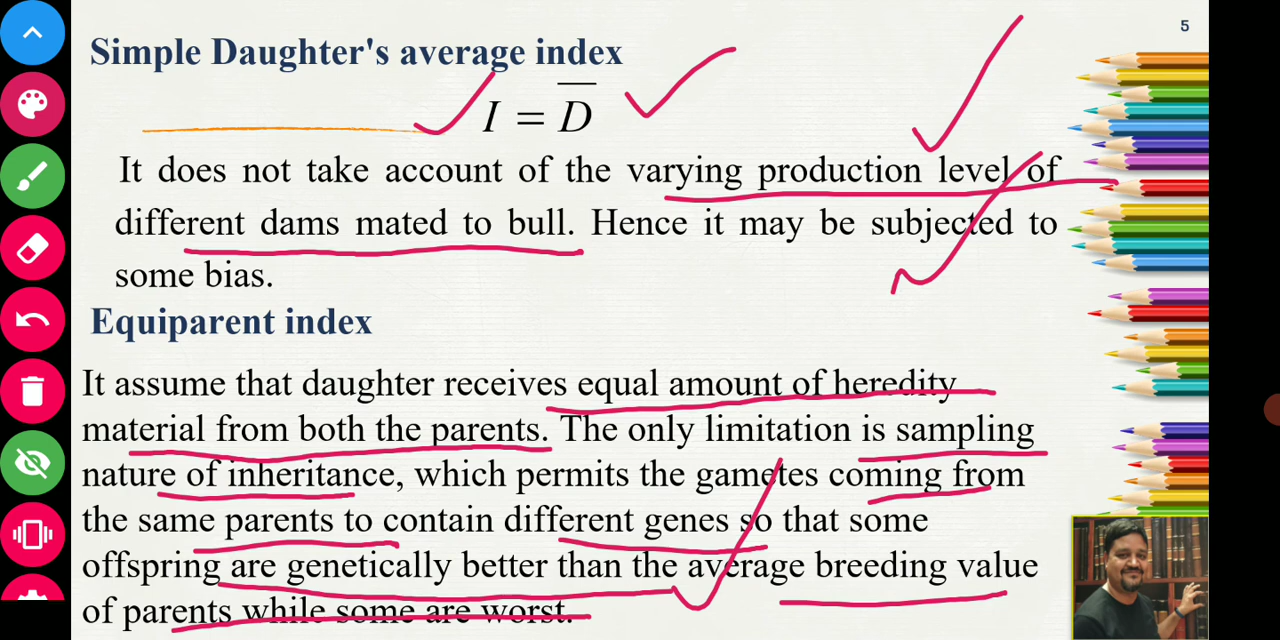 5
Simple Daughter's average index
I = D̅
It does not take account of the varying production level of
different dams mated to bull. Hence it may be subjected to
some bias.
Equiparent index
It assume that daughter receives equal amount of heredity
material from both the parents. The only limitation is sampling
nature of inheritance, which permits the gametes coming from
the same parents to contain different genes so that some
offspring are genetically better than the average breeding value
of parents while some are worst.